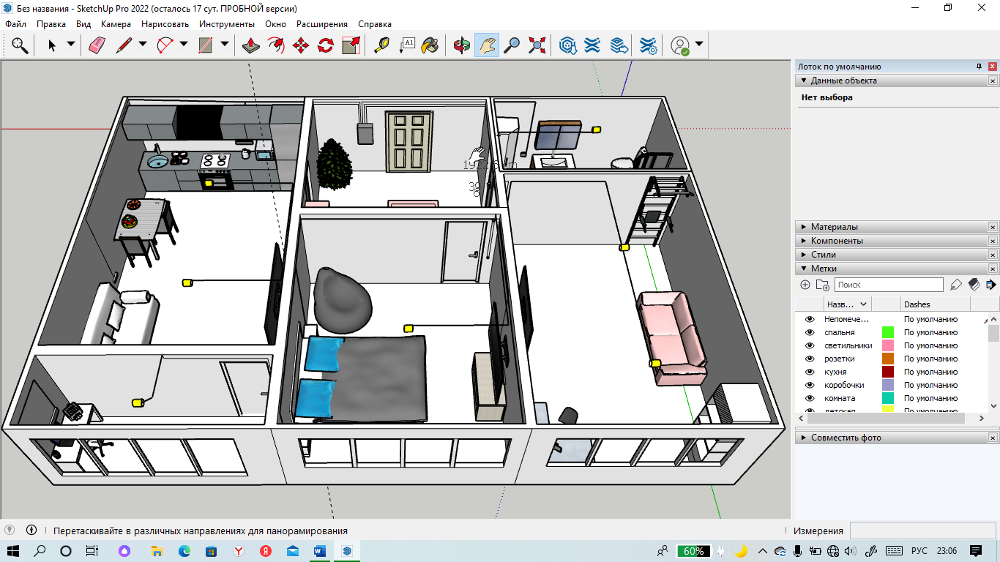 Без названия - SketchUp Pro 2022 (осталось 17 сут. ПРОБНОЙ версии)
Файл Правка Вид Камера Нарисовать Инструменты Окно Расширения Справка
A1
Лоток по умолчанию
Данные объекта
Нет выбора
Материалы
Компоненты
Стили
Метки
Поиск
Назв... Dashes
Непомече... По умолчанию
спальня По умолчанию
светильники По умолчанию
розетки По умолчанию
кухня По умолчанию
коробочки По умолчанию
комната По умолчанию
детская По умолчанию
Совместить фото
Перетаскивайте в различных направлениях для панорамирования
Измерения
60% РУС 23:06